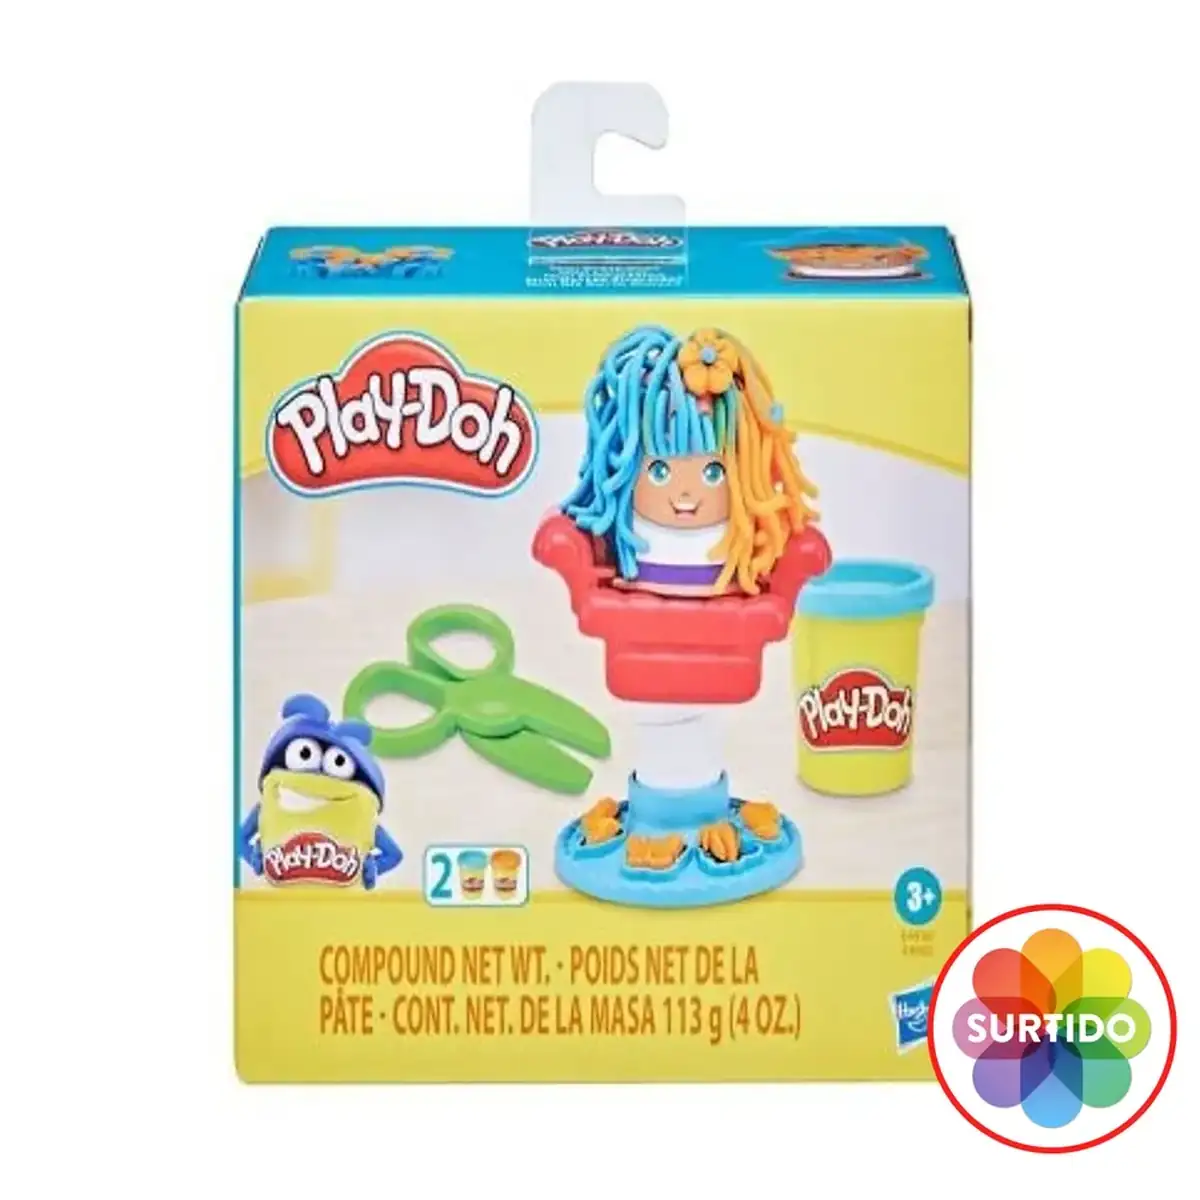 Play-Doh
Play-Doh
Play-Doh
Play-Doh
2
3+
COMPOUND NET WT. · POIDS NET DE LA
PÂTE · CONT. NET. DE LA MASA 113 g (4 OZ.)
SURTIDO